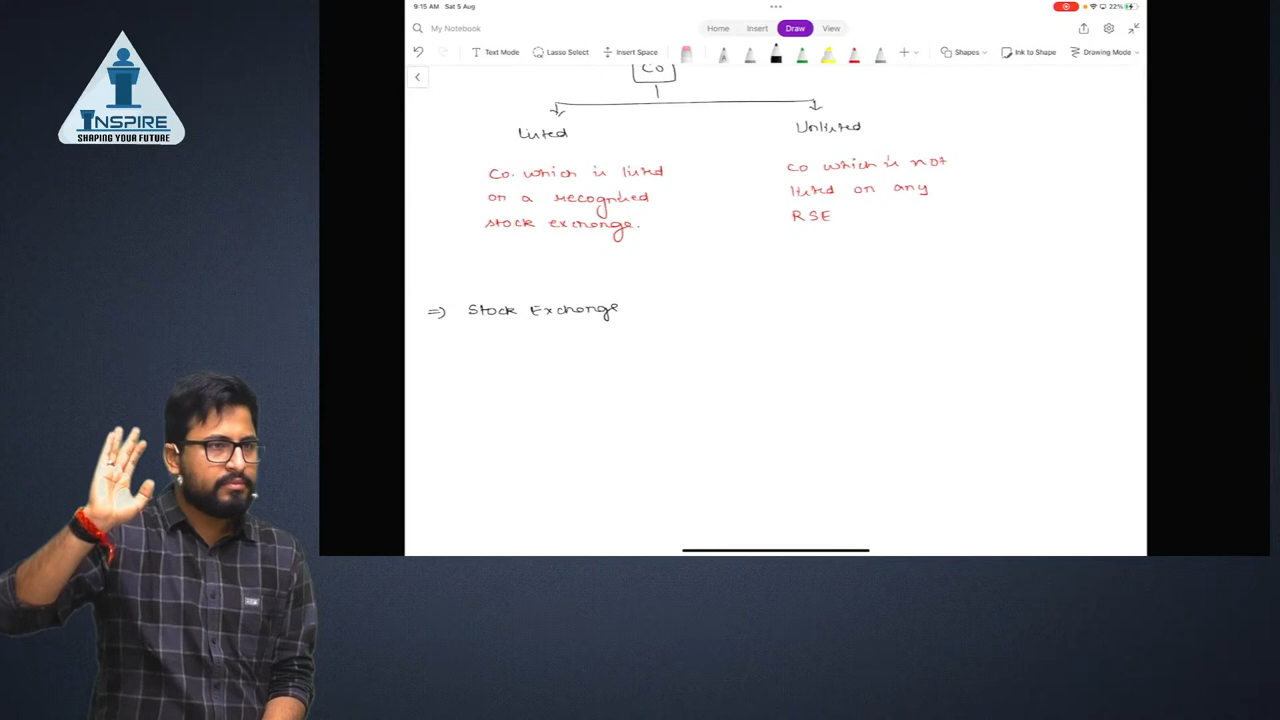 9:15 AM Sat 5 Aug
22%
My Notebook
Home Insert Draw View
Text Mode Lasso Select Insert Space Shapes Ink to Shape Drawing Mode
Co
Listed
Unlisted
Co. which is listed
on a recognised
stock exchange.
Co which is not
listed on any
RSE
=> Stock Exchange
INSPIRE
SHAPING YOUR FUTURE